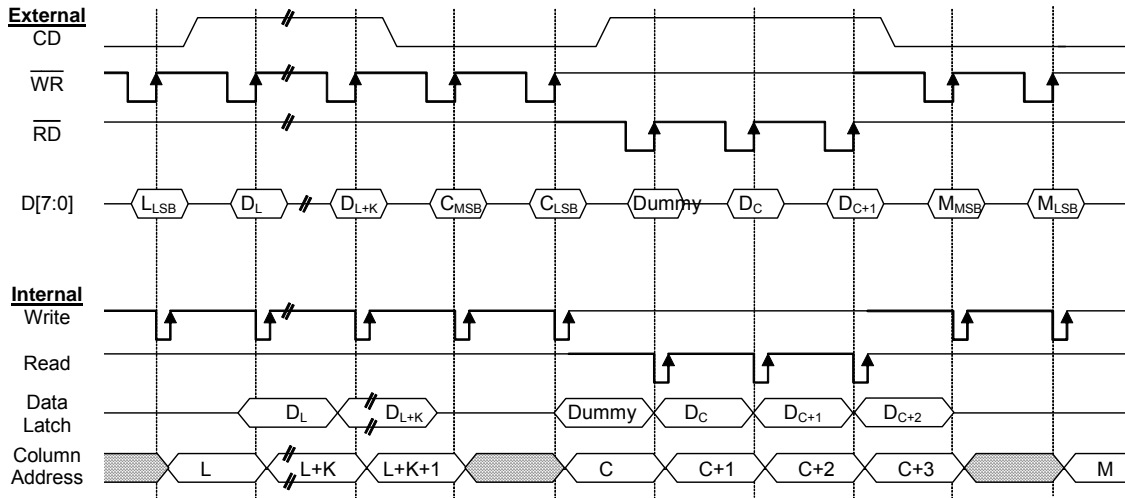 External
CD
WR
RD
D[7:0] LLSB DL DL+K CMSB CLSB Dummy DC DC+1 MMSB MLSB
Internal
Write
Read
Data Latch DL DL+K Dummy DC DC+1 DC+2
Column Address L L+K L+K+1 C C+1 C+2 C+3 M